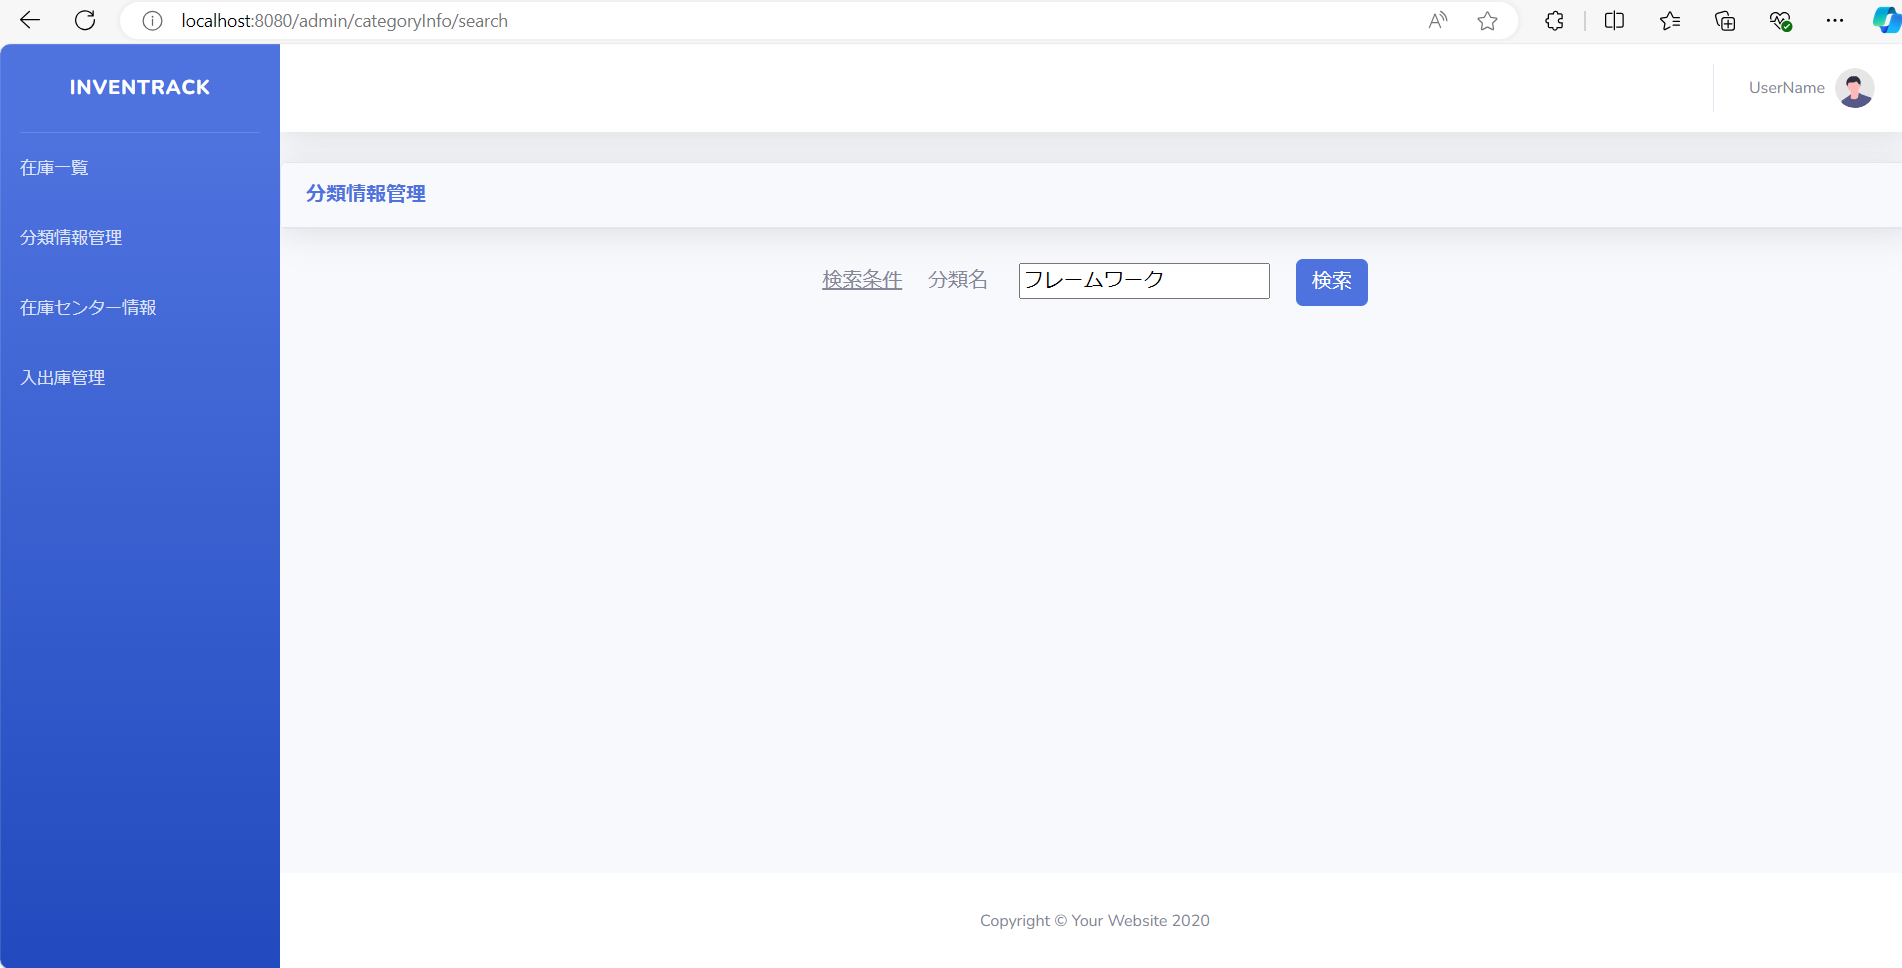 localhost:8080/admin/categoryInfo/search
INVENTRACK
UserName
在庫一覧
分類情報管理
在庫センター情報
入出庫管理
分類情報管理
検索条件 分類名 フレームワーク 検索
Copyright © Your Website 2020